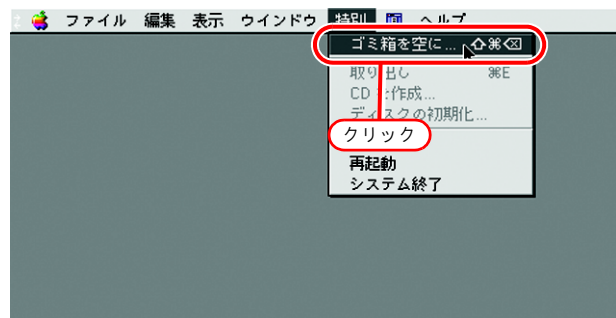 ファイル 編集 表示 ウインドウ 特別 ヘルプ
ゴミ箱を空に... ⇧⌘⌫
取り出し ⌘E
CD を作成...
ディスクの初期化...
クリック
再起動
システム終了